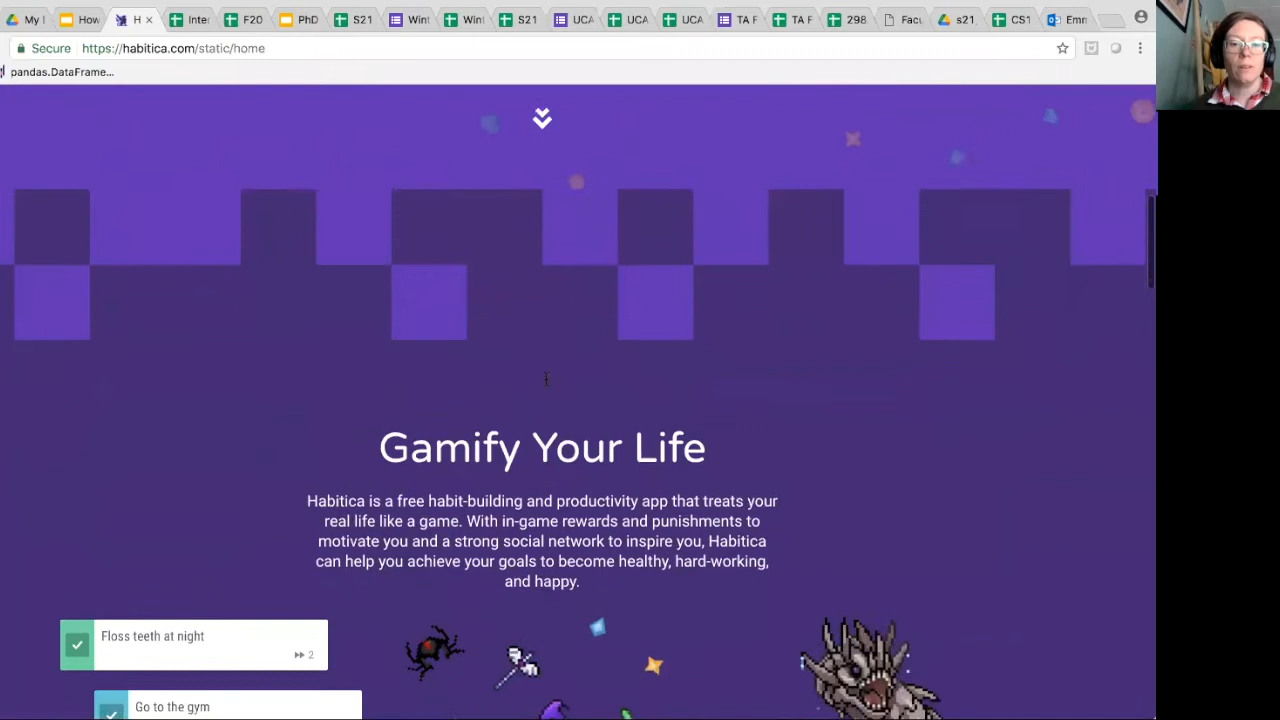 My I
How
H
Inter
F20
PhD
S21
Wint
Winl
S21
UCA
UCA
UCA
TA F
TA F
298
Facu
s21_
CS1
Emn
Secure
https://habitica.com/static/home
pandas.DataFrame...
Gamify Your Life
Habitica is a free habit-building and productivity app that treats your
real life like a game. With in-game rewards and punishments to
motivate you and a strong social network to inspire you, Habitica
can help you achieve your goals to become healthy, hard-working,
and happy.
Floss teeth at night
2
Go to the gym